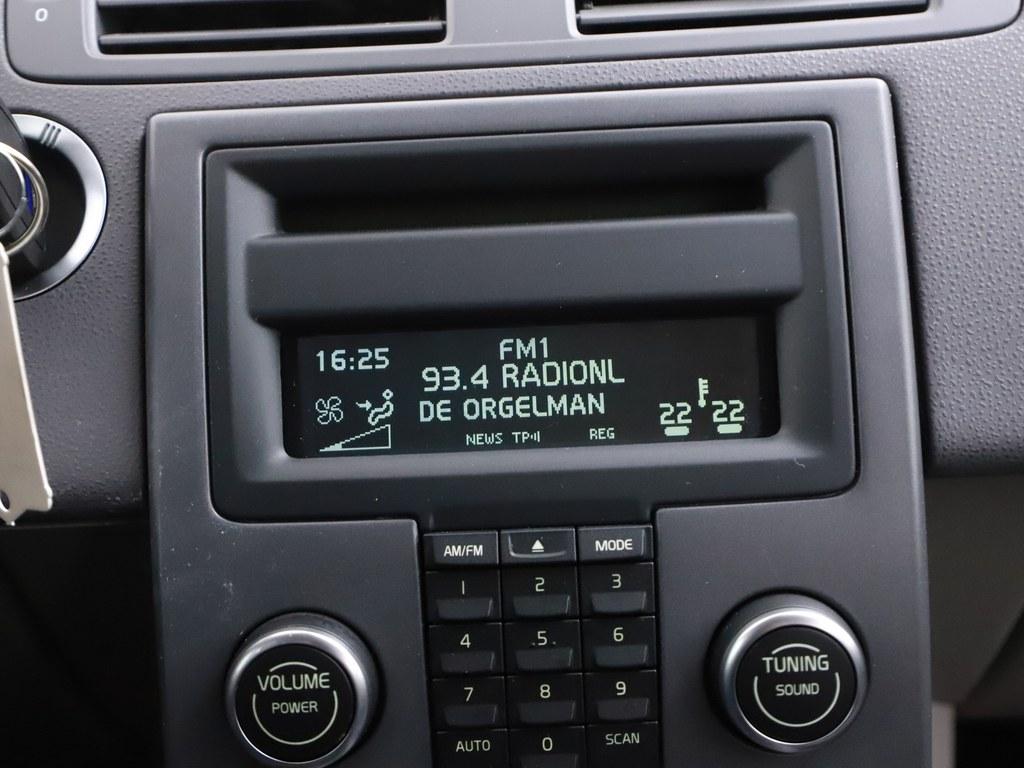 0
16:25
FM1
93.4 RADIONL
DE ORGELMAN
22 22
NEWS TP REG
AM/FM MODE
1 2 3
4 5 6
7 8 9
AUTO 0 SCAN
VOLUME
POWER
TUNING
SOUND